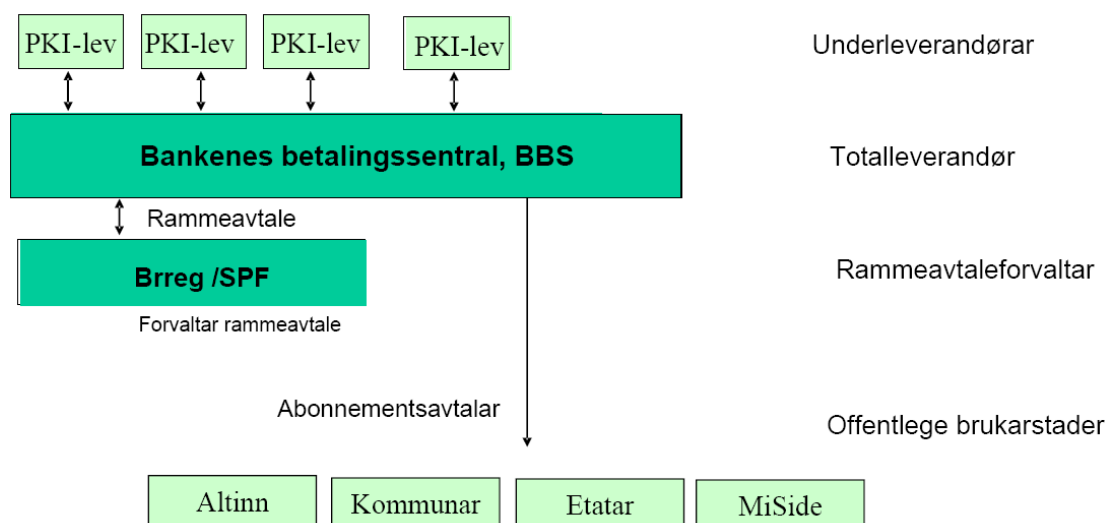 PKI-lev PKI-lev PKI-lev PKI-lev Underleverandørar
Bankenes betalingssentral, BBS Totalleverandør
Rammeavtale
Brreg /SPF Rammeavtaleforvaltar
Forvaltar rammeavtale
Abonnementsavtalar
Offentlege brukarstader
Altinn Kommunar Etatar MiSide